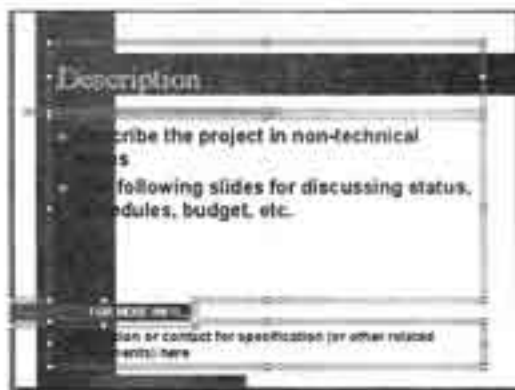 Description
cribe the project in non-technical
s
following slides for discussing status,
edules, budget, etc.
FOR MORE INFO...
tion or contact for specification (or other related
ments) here